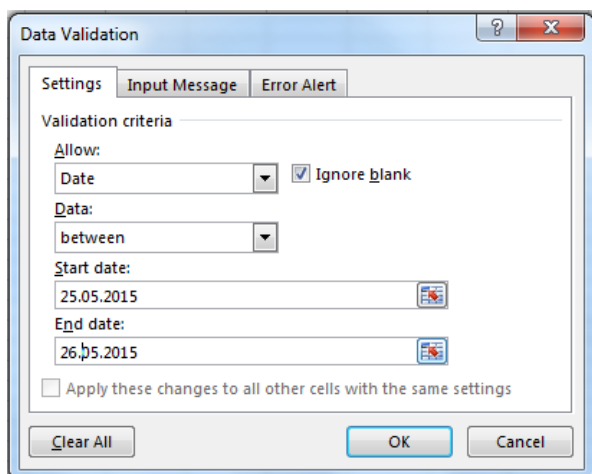 Data Validation
Settings Input Message Error Alert
Validation criteria
Allow:
Date Ignore blank
Data:
between
Start date:
25.05.2015
End date:
26.05.2015
Apply these changes to all other cells with the same settings
Clear All OK Cancel